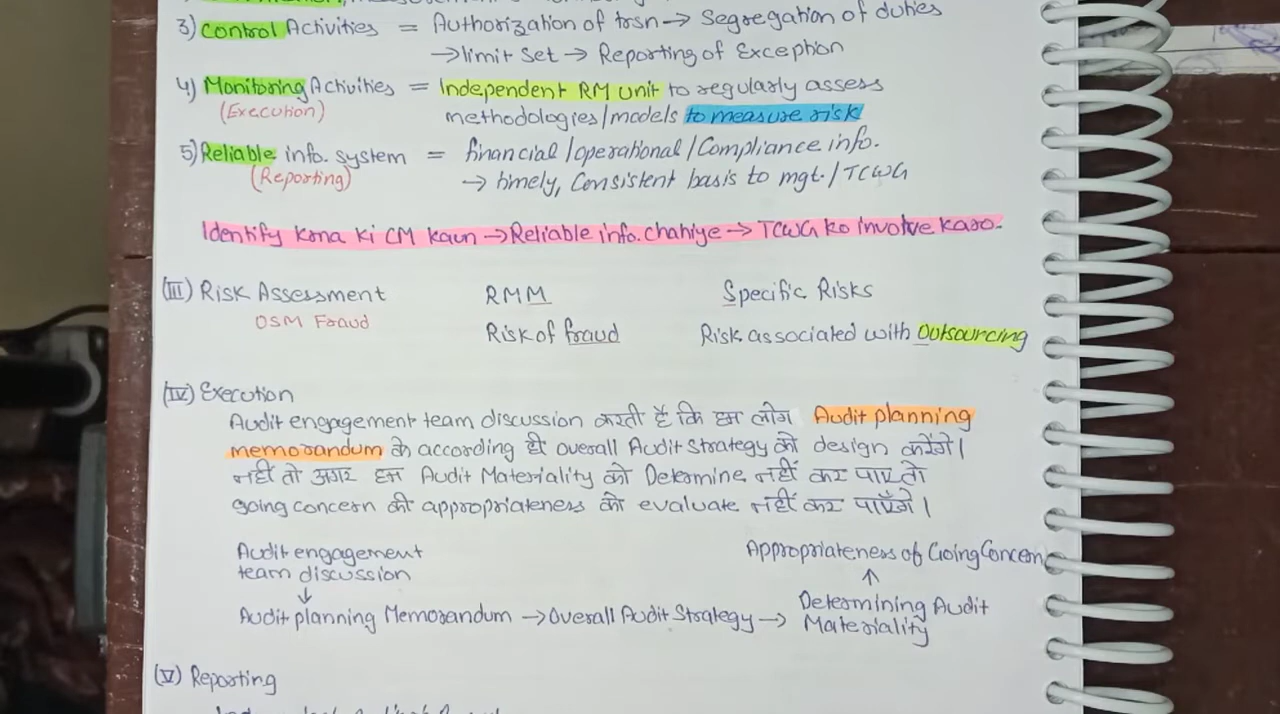 3) Control Activities = Authorization of trsn → Segregation of duties
→ limit set → Reporting of Exception
4) Monitoring Activities = Independent RM unit to regularly assess
(Execution) methodologies/models to measure risk
5) Reliable info. system = financial/operational/Compliance info.
(Reporting) → timely, Consistent basis to mgt./TCWG
Identify Krna Ki CM Kaun → Reliable info. chahiye → TCWG ko involve karo.
(III) Risk Assessment RMM Specific Risks
OSM Fraud Risk of fraud Risk associated with Outsourcing
(IV) Execution
Audit engagement team discussion करती है कि हम लोग Audit planning
memorandum के according ही overall Audit Strategy को design करेंगे।
नहीं तो अगर हम Audit Materiality को Determine नहीं कर पाए तो
going concern की appropriateness को evaluate नहीं कर पाएँगे।
Audit engagement Appropriateness of Going Concern
team discussion ↑
↓ Determining Audit
Audit planning Memorandum → Overall Audit Strategy → Materiality
(V) Reporting